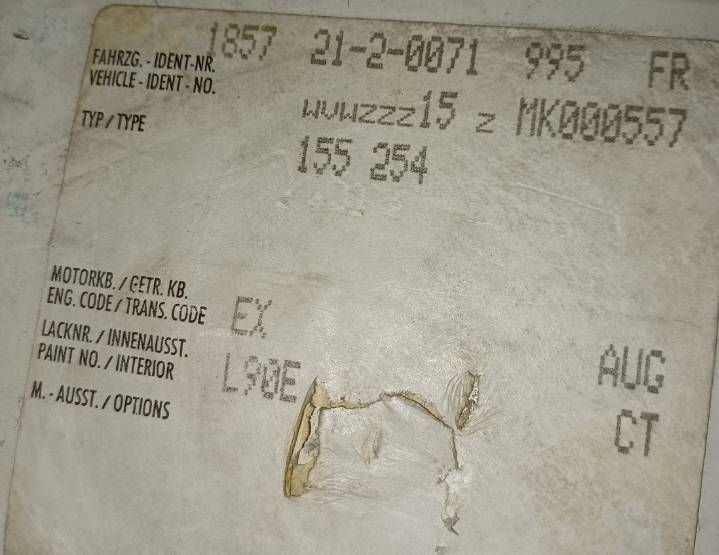 1857 21-2-0071 995 FR
FAHRZG. - IDENT-NR.
VEHICLE - IDENT - NO.
WVWZZZ15 Z MK000557
TYP / TYPE
155 254
MOTORKB. / GETR. KB.
ENG. CODE / TRANS. CODE
EX AUG
LACKNR. / INNENAUSST.
PAINT NO. / INTERIOR
L90E CT
M. - AUSST. / OPTIONS